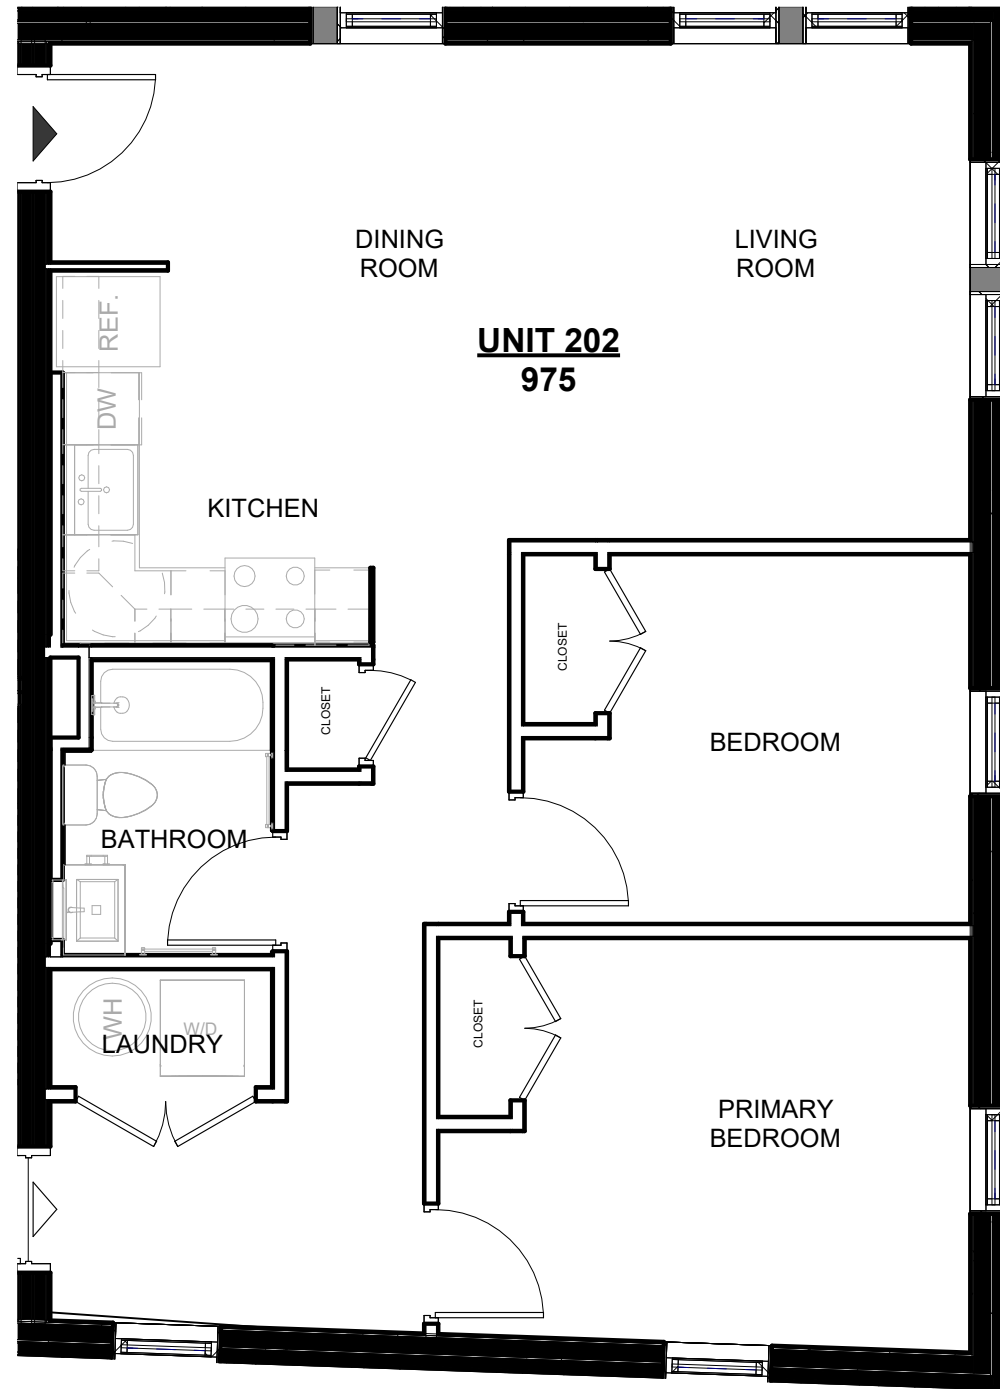 DINING
ROOM
LIVING
ROOM
UNIT 202
975
REF.
DW
KITCHEN
CLOSET
CLOSET
BEDROOM
BATHROOM
CLOSET
WH
W/D
LAUNDRY
PRIMARY
BEDROOM